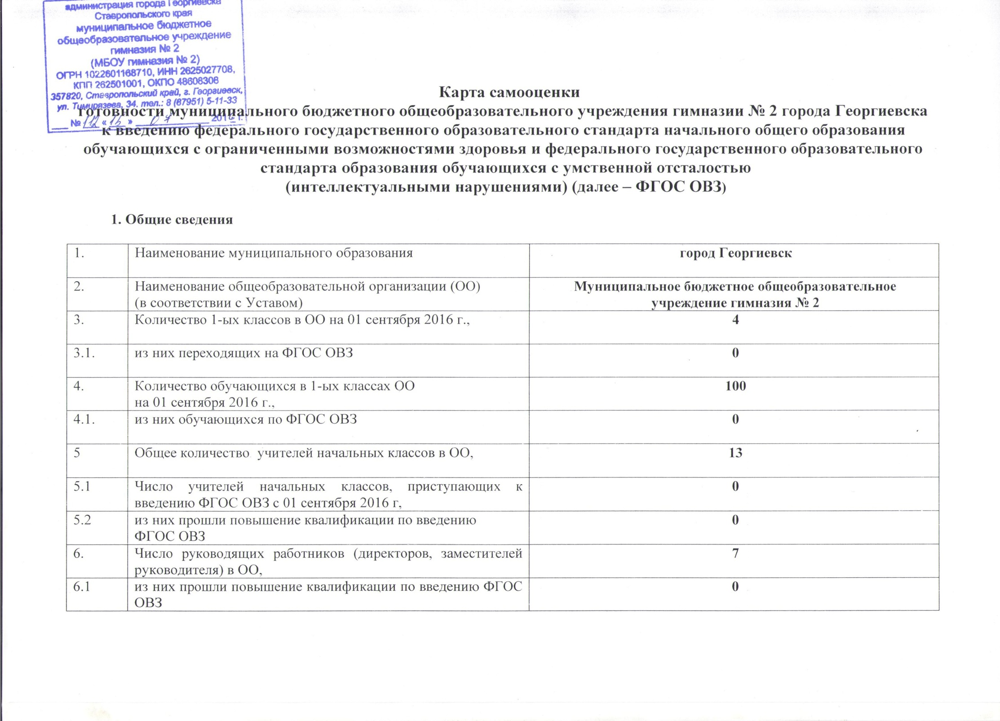 администрация города Георгиевска
Ставропольского края
муниципальное бюджетное
общеобразовательное учреждение
гимназия № 2
(МБОУ гимназия № 2)
ОГРН 1022601168710, ИНН 2625027708,
КПП 262501001, ОКПО 48608308
357820, Ставропольский край, г. Георгиевск,
ул. Тимирязева, 34. тел.: 8 (87951) 5-11-33
№ 112 « 15 » 07 2016 г.
Карта самооценки
готовности муниципального бюджетного общеобразовательного учреждения гимназии № 2 города Георгиевска
к введению федерального государственного образовательного стандарта начального общего образования
обучающихся с ограниченными возможностями здоровья и федерального государственного образовательного
стандарта образования обучающихся с умственной отсталостью
(интеллектуальными нарушениями) (далее – ФГОС ОВЗ)
1. Общие сведения
1. Наименование муниципального образования город Георгиевск
2. Наименование общеобразовательной организации (ОО) Муниципальное бюджетное общеобразовательное
(в соответствии с Уставом) учреждение гимназия № 2
3. Количество 1-ых классов в ОО на 01 сентября 2016 г., 4
3.1. из них переходящих на ФГОС ОВЗ 0
4. Количество обучающихся в 1-ых классах ОО 100
на 01 сентября 2016 г.,
4.1. из них обучающихся по ФГОС ОВЗ 0
5 Общее количество учителей начальных классов в ОО, 13
5.1 Число учителей начальных классов, приступающих к 0
введению ФГОС ОВЗ с 01 сентября 2016 г,
5.2 из них прошли повышение квалификации по введению 0
ФГОС ОВЗ
6. Число руководящих работников (директоров, заместителей 7
руководителя) в ОО,
6.1 из них прошли повышение квалификации по введению ФГОС 0
ОВЗ